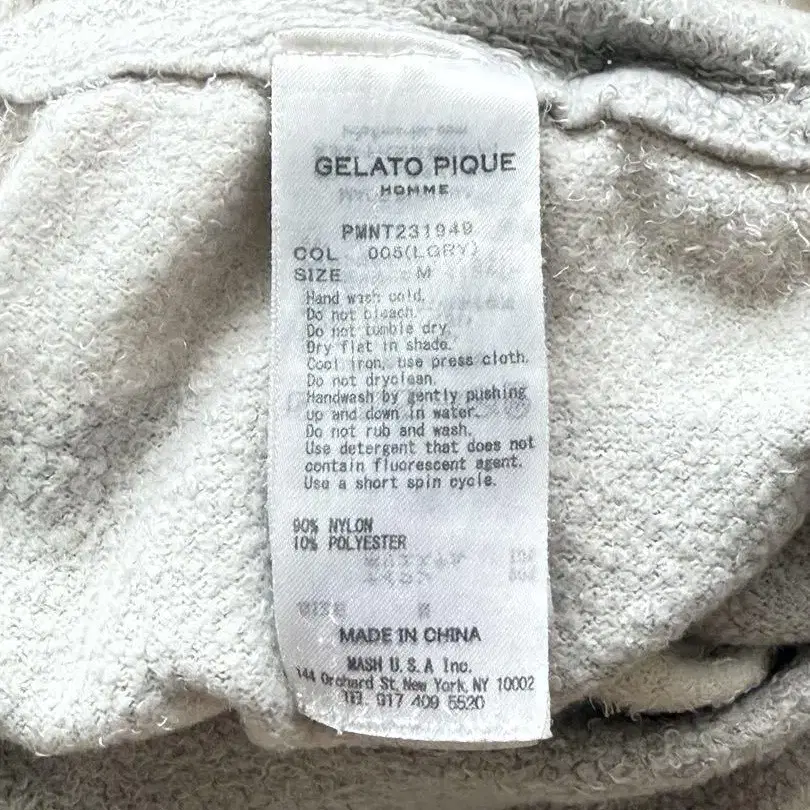 GELATO PIQUE
HOMME
PMNT231949
COL 005(LGRY)
SIZE M
Hand wash cold.
Do not bleach.
Do not tumble dry.
Dry flat in shade.
Cool iron, use press cloth.
Do not dryclean.
Handwash by gently pushing
up and down in water.
Do not rub and wash.
Use detergent that does not
contain fluorescent agent.
Use a short spin cycle.
90% NYLON
10% POLYESTER
MADE IN CHINA
MASH U.S.A Inc.
144 Orchard St, New York, NY 10002
TEL 917 409 5520